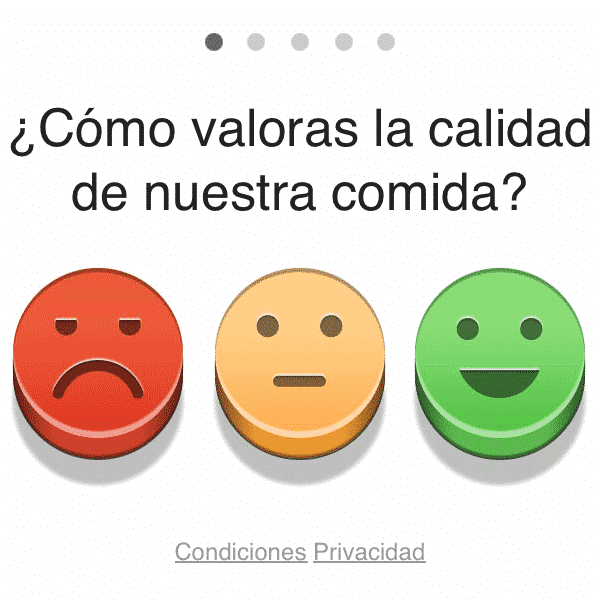 ¿Cómo valoras la calidad
de nuestra comida?
Condiciones Privacidad